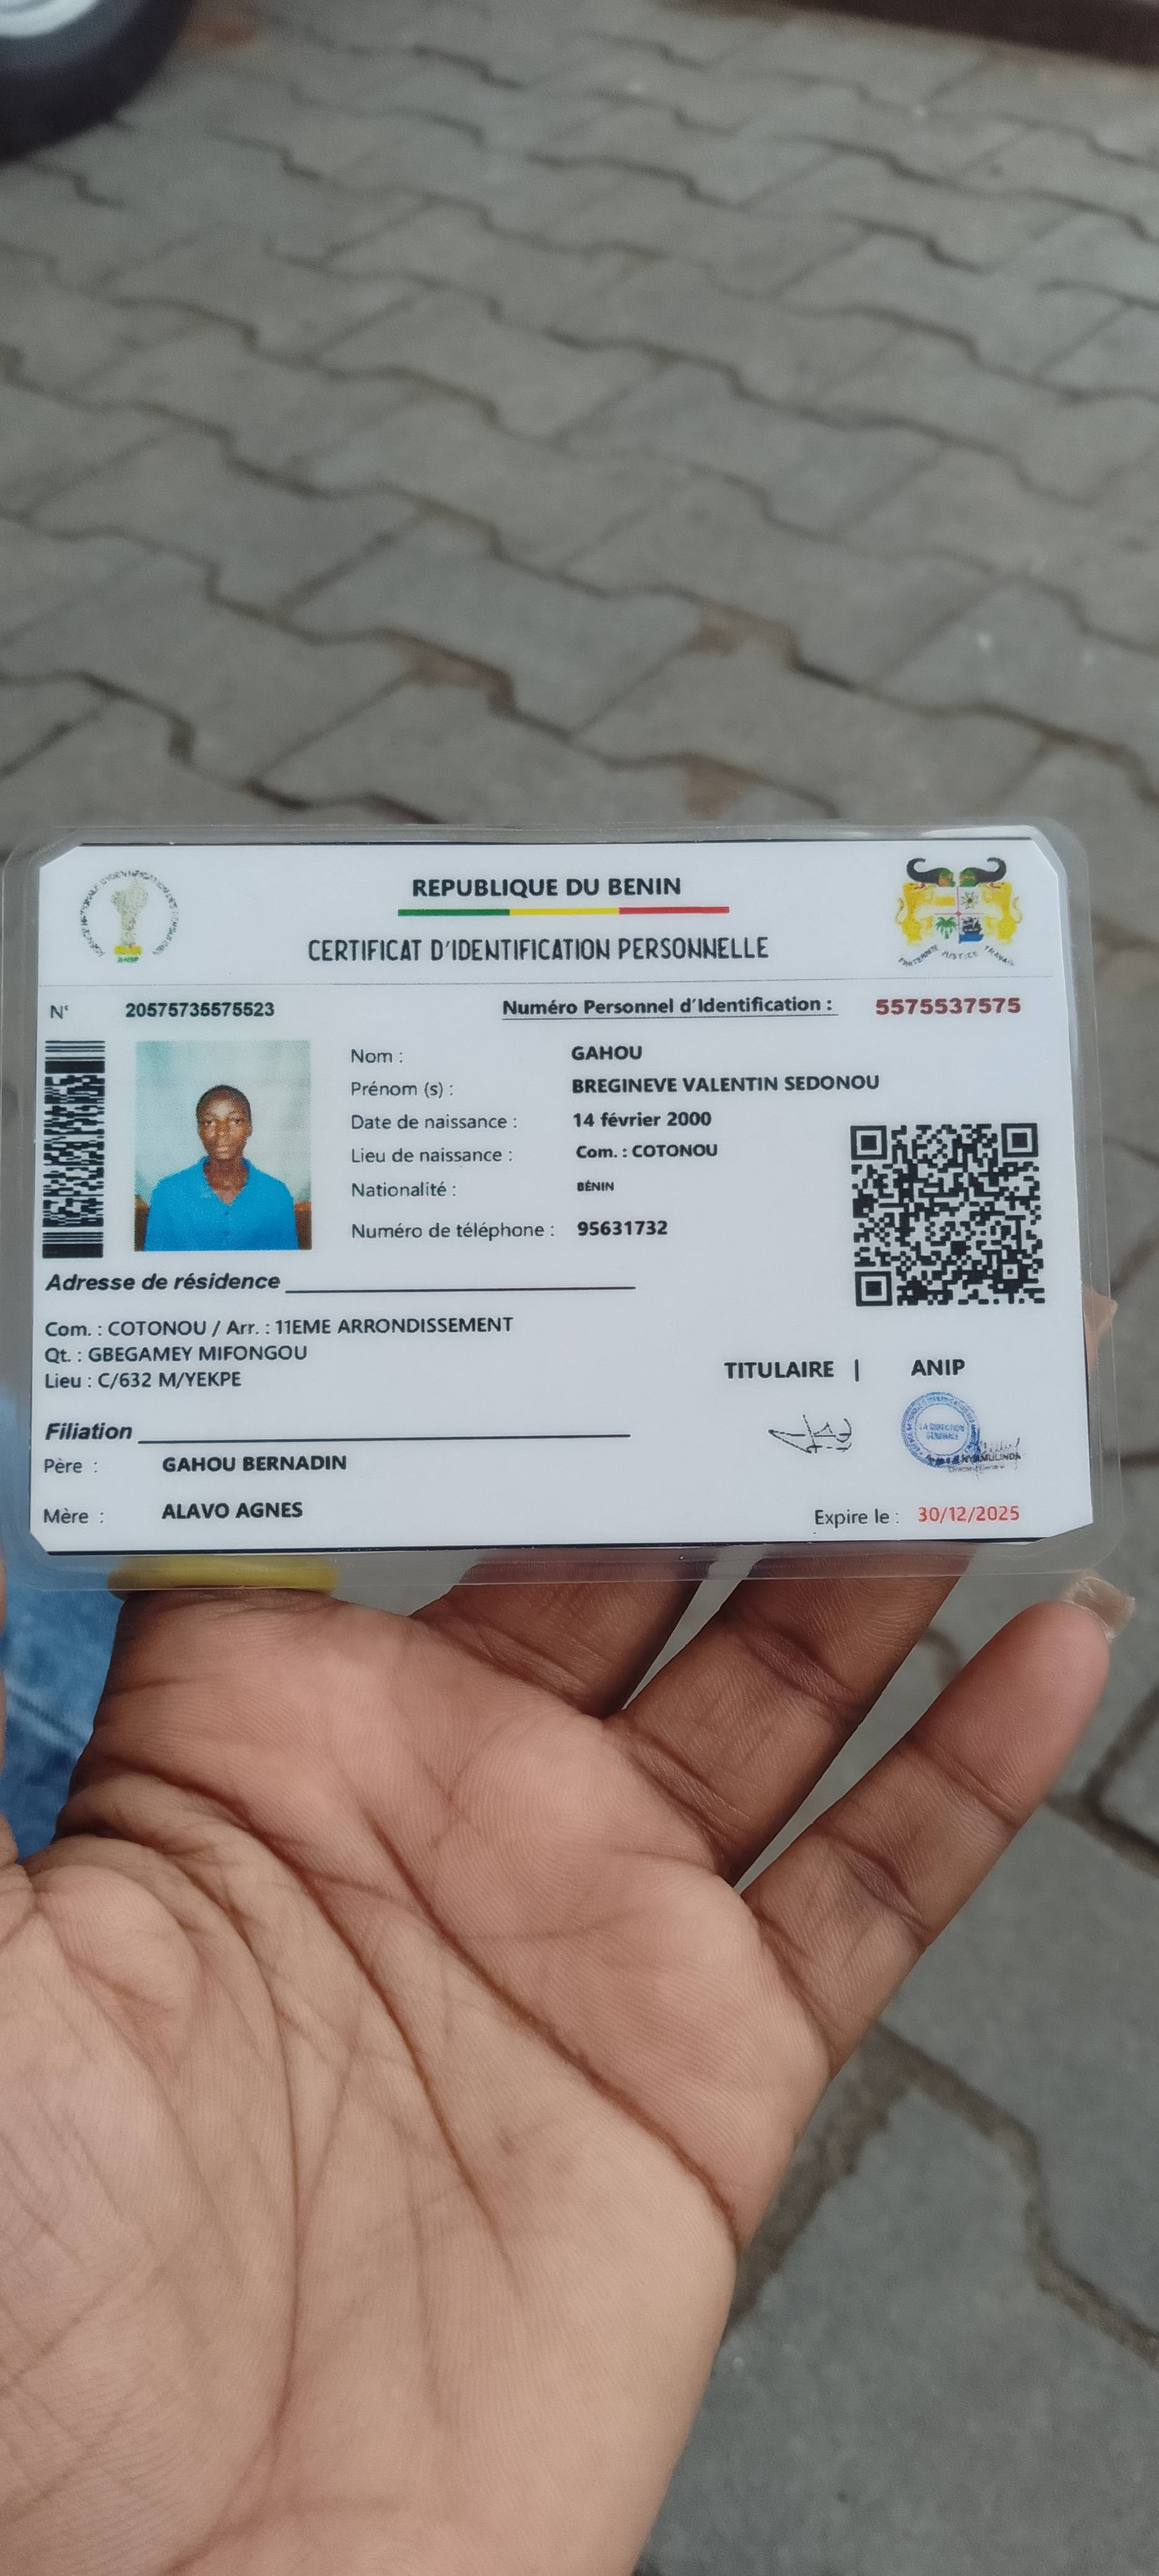 REPUBLIQUE DU BENIN
CERTIFICAT D'IDENTIFICATION PERSONNELLE
FRATERNITE JUSTICE TRAVAIL
N° 20575735575523 Numéro Personnel d'Identification : 5575537575
Nom : GAHOU
Prénom (s) : BREGINEVE VALENTIN SEDONOU
Date de naissance : 14 février 2000
Lieu de naissance : Com. : COTONOU
Nationalité : BÉNIN
Numéro de téléphone : 95631732
Adresse de résidence
Com. : COTONOU / Arr. : 11EME ARRONDISSEMENT
Qt. : GBEGAMEY MIFONGOU
Lieu : C/632 M/YEKPE
TITULAIRE | ANIP
LA DIRECTION
GENERALE
Filiation
Père : GAHOU BERNADIN
Mère : ALAVO AGNES
Expire le : 30/12/2025